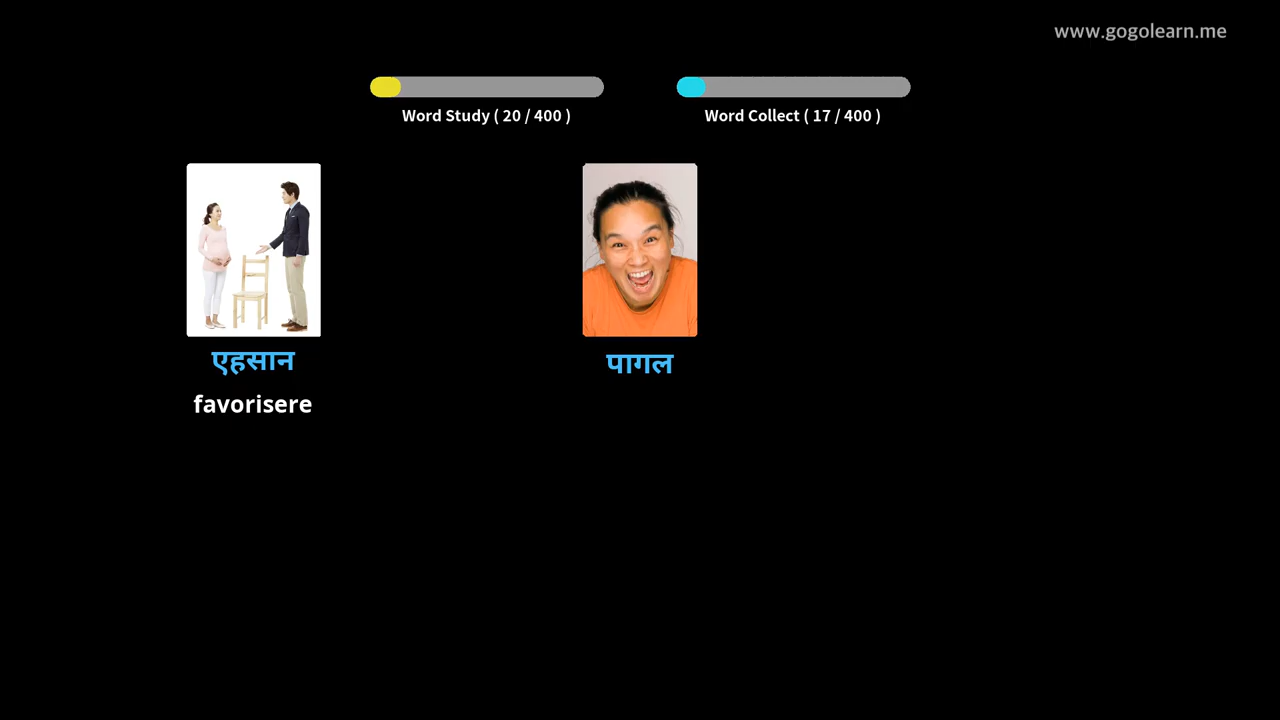 www.gogolearn.me
Word Study ( 20 / 400 )
Word Collect ( 17 / 400 )
एहसान
पागल
favorisere